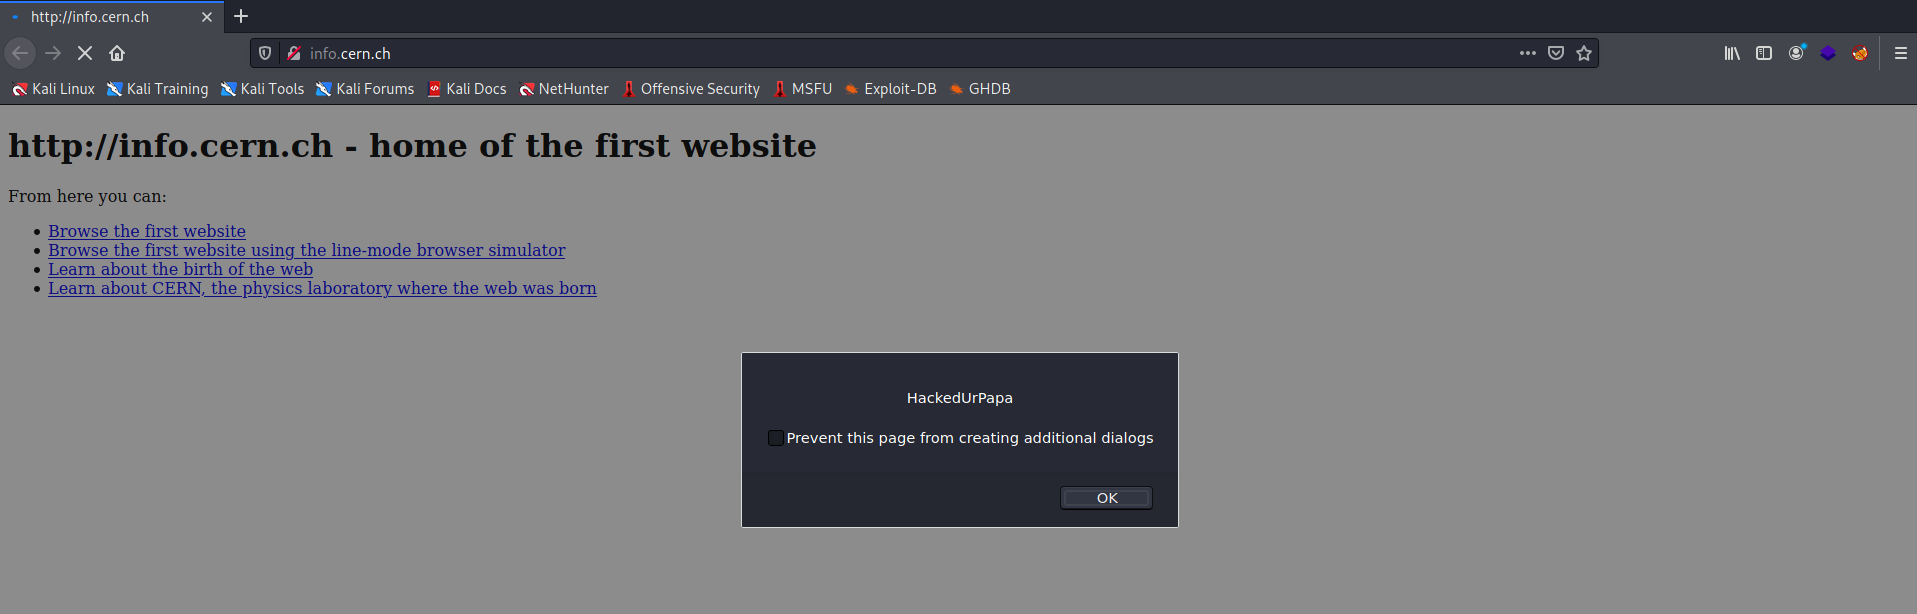 http://info.cern.ch
info.cern.ch
Kali Linux Kali Training Kali Tools Kali Forums Kali Docs NetHunter Offensive Security MSFU Exploit-DB GHDB
http://info.cern.ch - home of the first website
From here you can:
Browse the first website
Browse the first website using the line-mode browser simulator
Learn about the birth of the web
Learn about CERN, the physics laboratory where the web was born
HackedUrPapa
Prevent this page from creating additional dialogs
OK